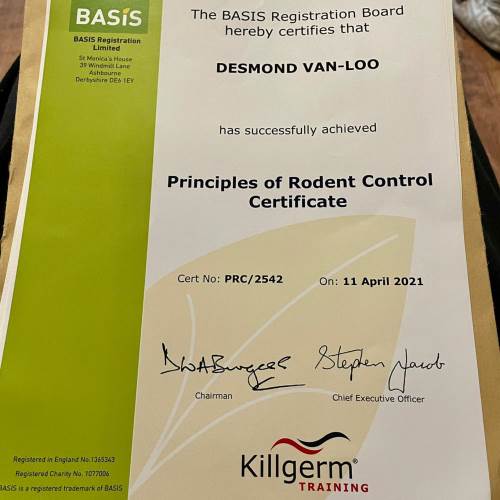 BASIS
BASIS Registration
Limited
St Monica's House
39 Windmill Lane
Ashbourne
Derbyshire DE6 1EY
The BASIS Registration Board
hereby certifies that
DESMOND VAN-LOO
has successfully achieved
Principles of Rodent Control
Certificate
Cert No: PRC/2542 On: 11 April 2021
Stephen Jacob
Chairman Chief Executive Officer
Registered in England No.1365343
Registered Charity No. 1077006
BASIS is a registered trademark of BASIS
Killgerm®
TRAINING